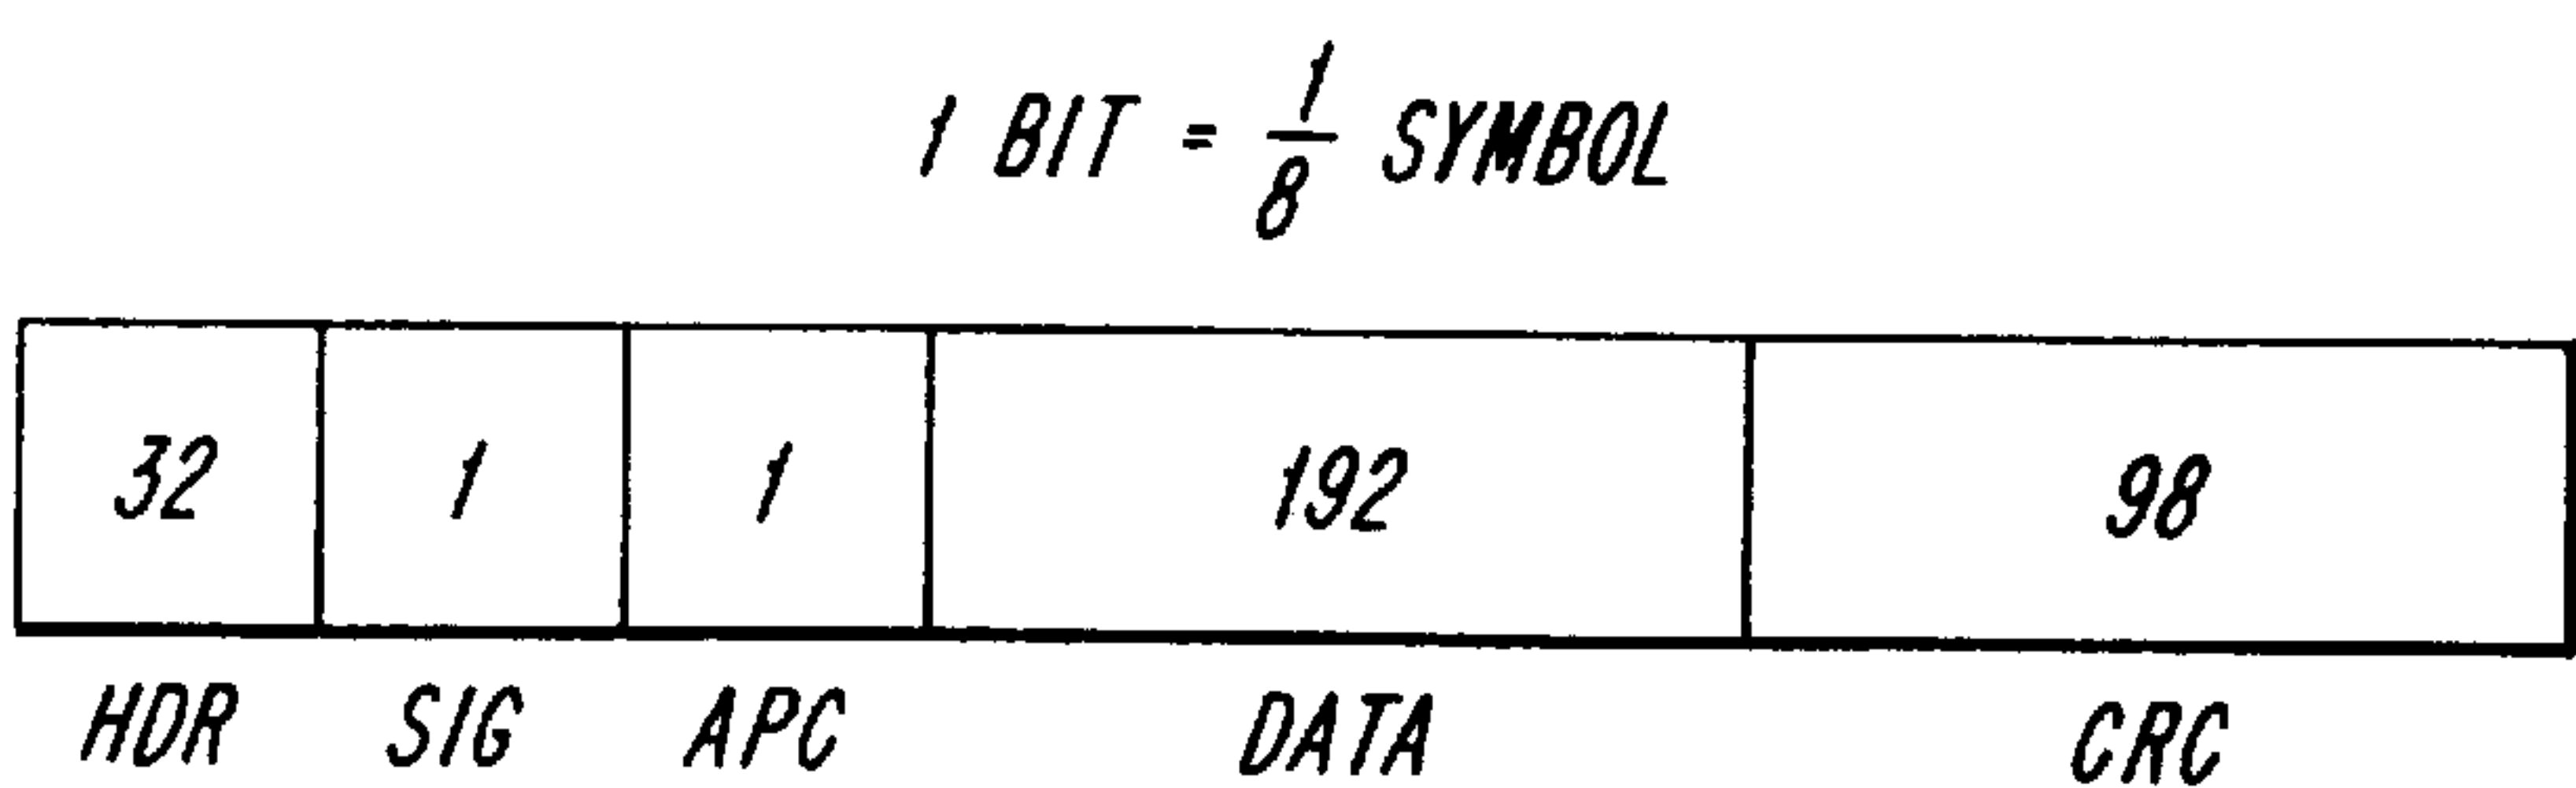 1 BIT = 1/8 SYMBOL
32 1 1 192 98
HDR SIG APC DATA CRC